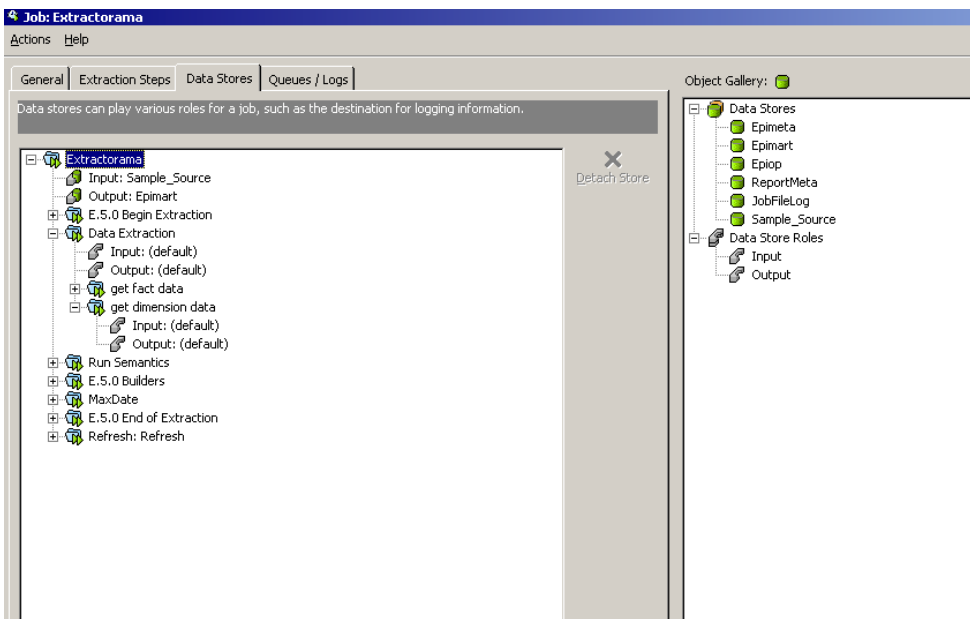 Job: Extractorama
Actions Help
General Extraction Steps Data Stores Queues / Logs
Data stores can play various roles for a job, such as the destination for logging information.
Extractorama
Input: Sample_Source
Output: Epimart
E.5.0 Begin Extraction
Data Extraction
Input: (default)
Output: (default)
get fact data
get dimension data
Input: (default)
Output: (default)
Run Semantics
E.5.0 Builders
MaxDate
E.5.0 End of Extraction
Refresh: Refresh
Detach Store
Object Gallery:
Data Stores
Epimeta
Epimart
Epiop
ReportMeta
JobFileLog
Sample_Source
Data Store Roles
Input
Output